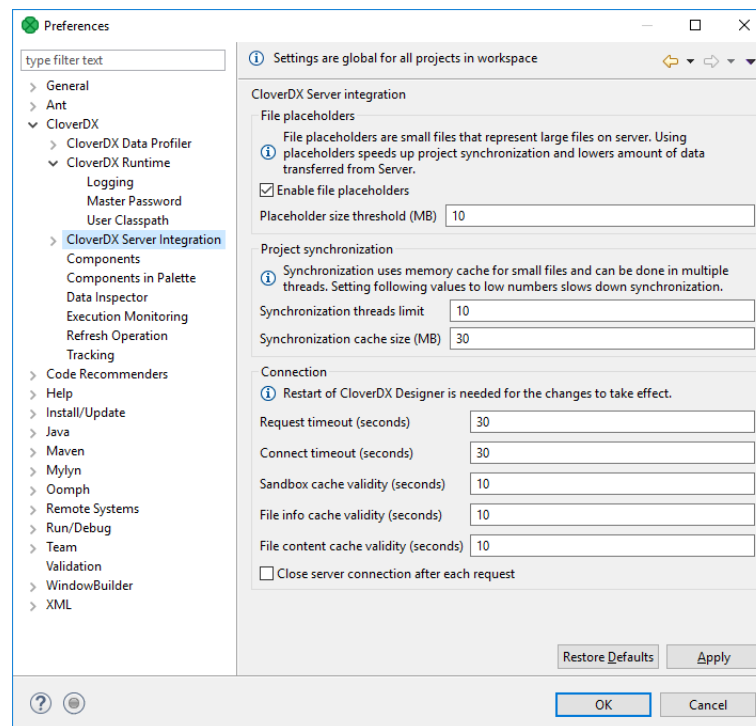 Preferences
type filter text
General
Ant
CloverDX
CloverDX Data Profiler
CloverDX Runtime
Logging
Master Password
User Classpath
CloverDX Server Integration
Components
Components in Palette
Data Inspector
Execution Monitoring
Refresh Operation
Tracking
Code Recommenders
Help
Install/Update
Java
Maven
Mylyn
Oomph
Remote Systems
Run/Debug
Team
Validation
WindowBuilder
XML
Settings are global for all projects in workspace
CloverDX Server integration
File placeholders
File placeholders are small files that represent large files on server. Using
placeholders speeds up project synchronization and lowers amount of data
transferred from Server.
Enable file placeholders
Placeholder size threshold (MB) 10
Project synchronization
Synchronization uses memory cache for small files and can be done in multiple
threads. Setting following values to low numbers slows down synchronization.
Synchronization threads limit 10
Synchronization cache size (MB) 30
Connection
Restart of CloverDX Designer is needed for the changes to take effect.
Request timeout (seconds) 30
Connect timeout (seconds) 30
Sandbox cache validity (seconds) 10
File info cache validity (seconds) 10
File content cache validity (seconds) 10
Close server connection after each request
Restore Defaults Apply
? OK Cancel